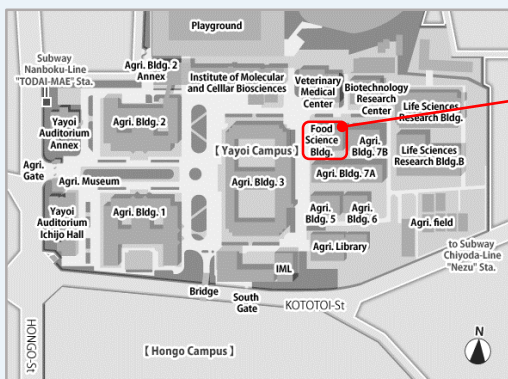 Playground
Subway
Nanboku-Line
"TODAI-MAE" Sta.
Agri. Bldg. 2
Annex
Institute of Molecular
and Celllar Biosciences
Veterinary
Medical
Center
Biotechnology
Research
Center
Life Sciences
Research Bldg.
Yayoi
Auditorium
Annex
Agri. Bldg. 2
[ Yayoi Campus ]
Food
Science
Bldg.
Agri.
Bldg. 7B
Life Sciences
Research Bldg.B
Agri.
Gate
Agri. Museum
Agri. Bldg. 3
Agri. Bldg. 7A
Yayoi
Auditorium
Ichijo Hall
Agri. Bldg. 1
Agri.
Bldg. 5
Agri.
Bldg. 6
Agri. field
Agri. Library
to Subway
Chiyoda-Line
"Nezu" Sta.
IML
Bridge
South
Gate
KOTOTOI-St
HONGO-St
[ Hongo Campus ]
N